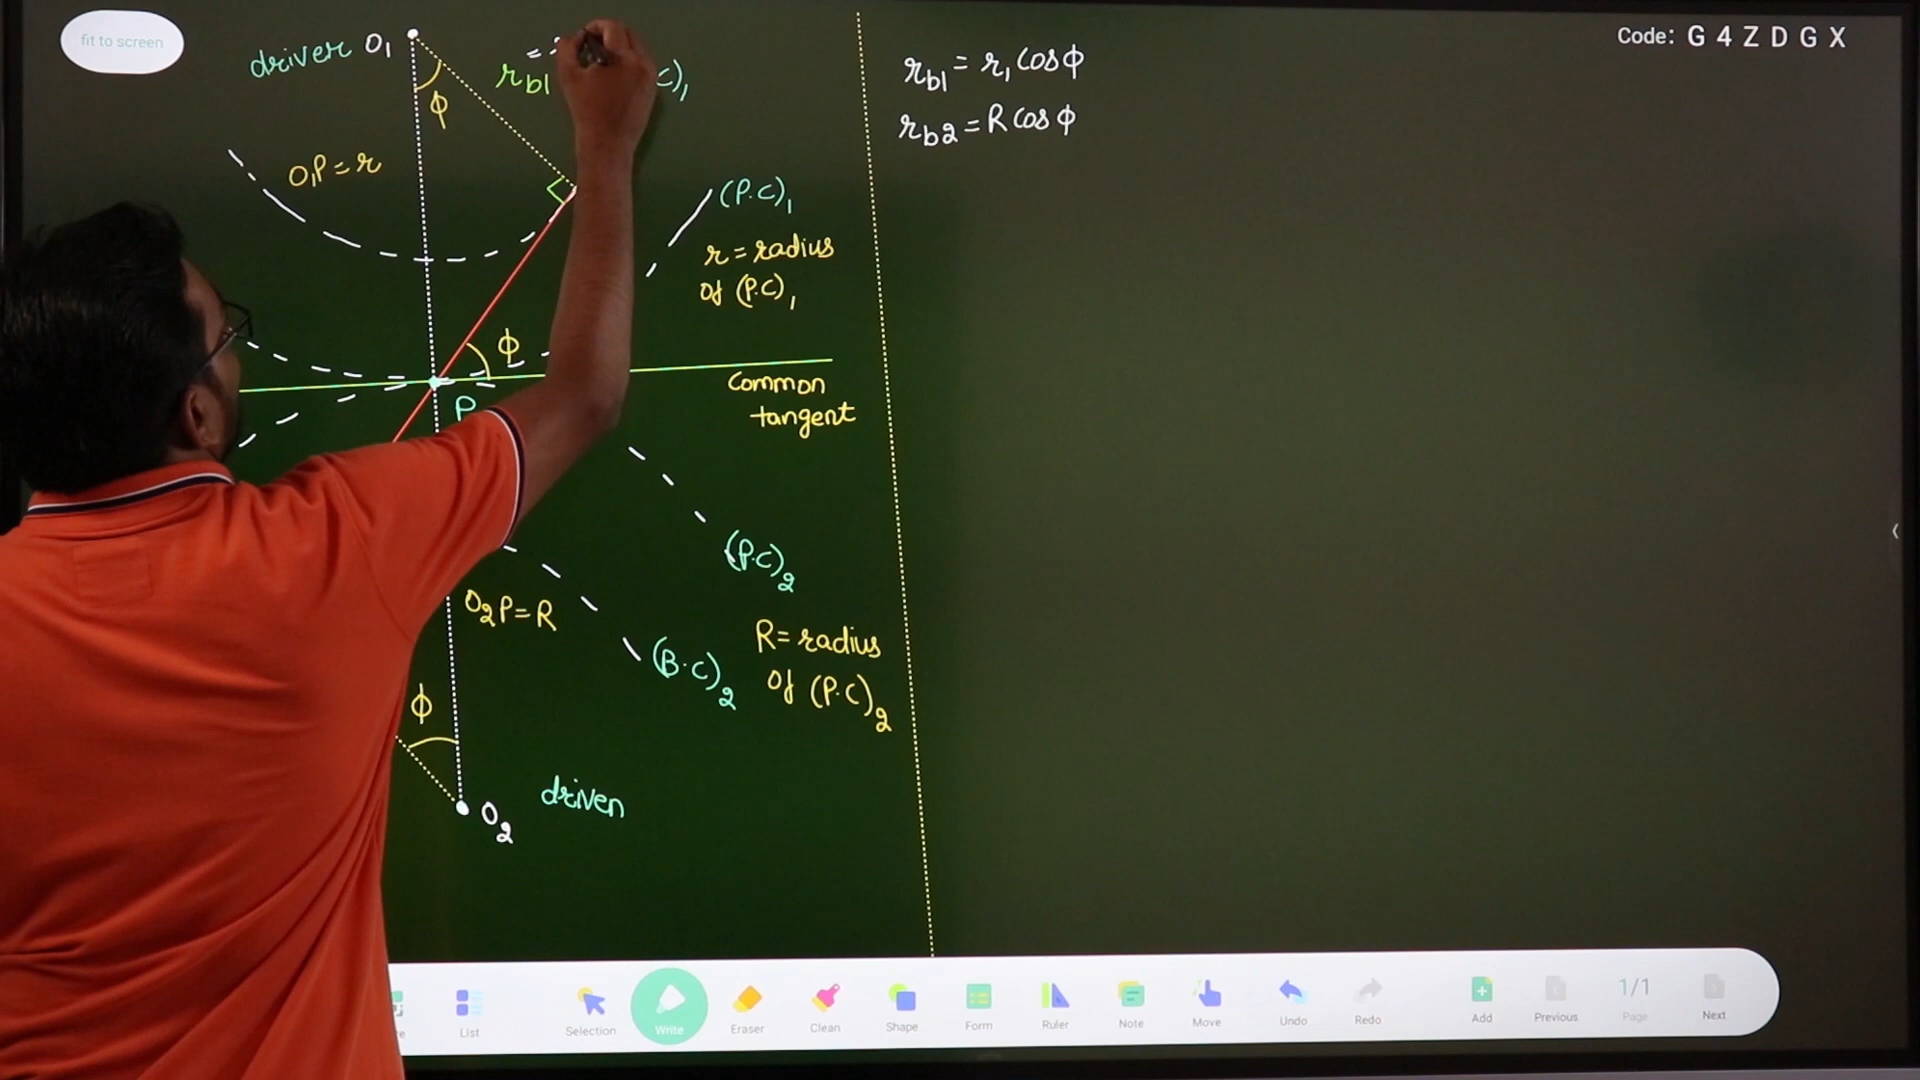 fit to screen
Code: G 4 Z D G X
driver O₁
=
r_b1
C)₁
ϕ
O₁P = r
(P.C)₁
r = radius
of (P.C)₁
ϕ
P
Common
tangent
(P.C)₂
O₂P = R
R = radius
of (P.C)₂
(B.C)₂
ϕ
driven
O₂
r_b1 = r₁ cos ϕ
r_b2 = R cos ϕ
List
Selection
Write
Eraser
Clean
Shape
Form
Ruler
Note
Move
Undo
Redo
Add
Previous
1/1
Page
Next